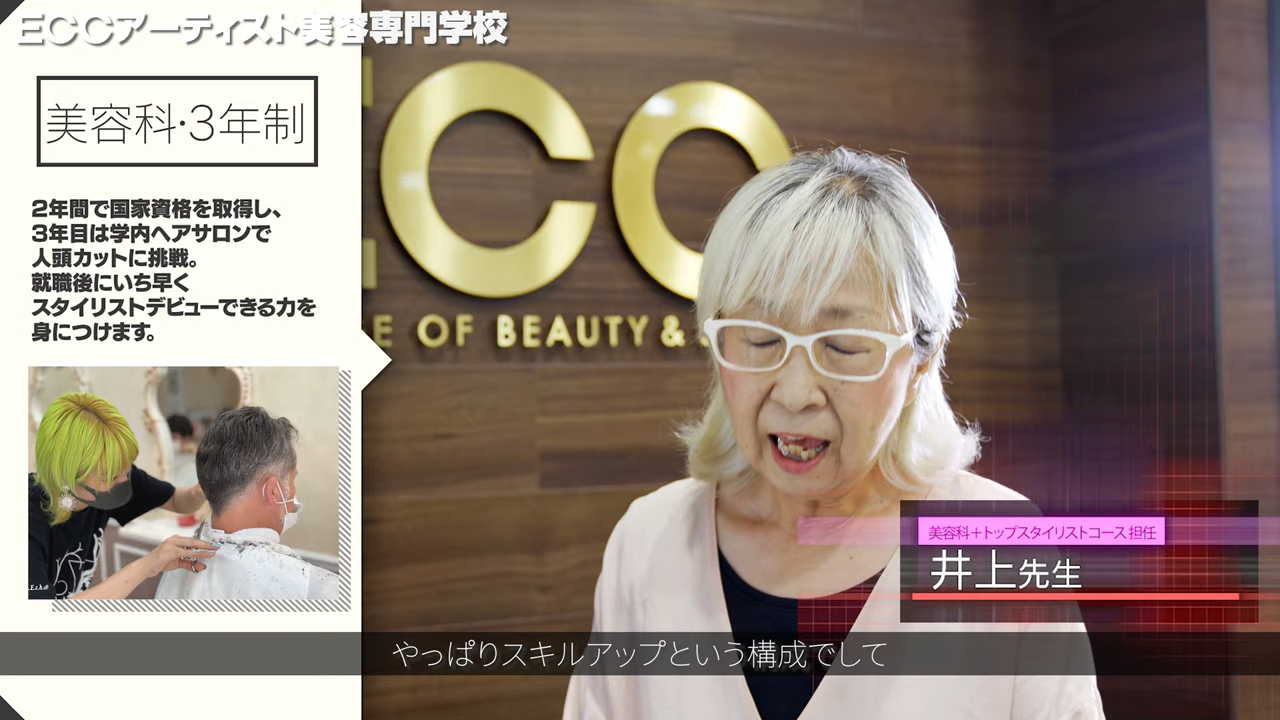 ECCアーティスト美容専門学校
美容科・3年制
2年間で国家資格を取得し、
3年目は学内ヘアサロンで
人頭カットに挑戦。
就職後にいち早く
スタイリストデビューできる力を
身につけます。
ECC
E OF BEAUTY &
美容科＋トップスタイリストコース 担任
井上先生
やっぱりスキルアップという構成でして